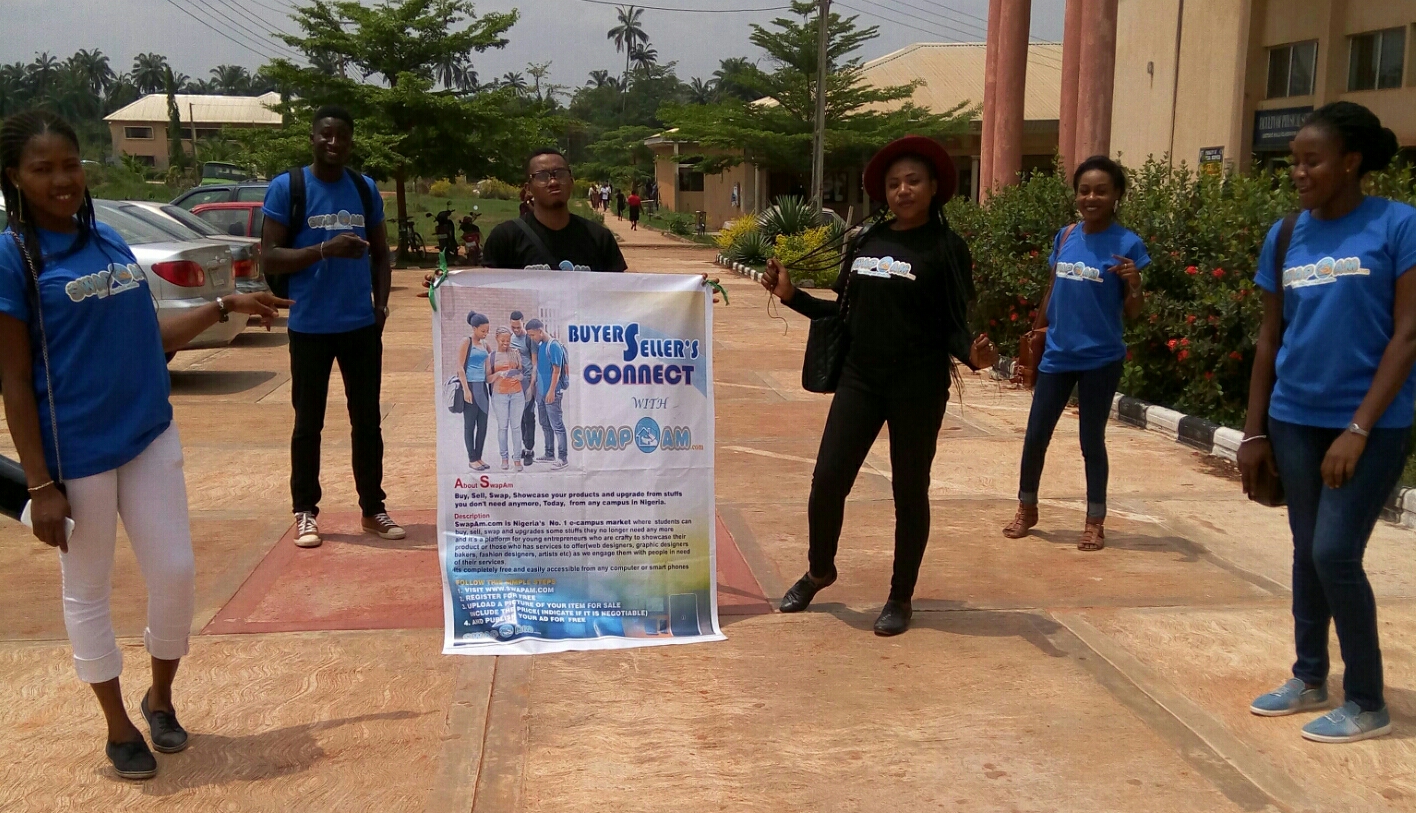 BUYER SELLER'S
CONNECT
WITH
SWAP AM.com
About SwapAm
Buy, Sell, Swap, Showcase your products and upgrade from stuffs
you don't need anymore, Today, from any campus in Nigeria.
Description
SwapAm.com is Nigeria's No. 1 e-campus market where students can
buy, sell, swap and upgrades some stuffs they no longer need any more
and it's a platform for young entrepreneurs who are crafty to showcase their
product or those who has services to offer(web designers, graphic designers
bakers, fashion designers, artists etc) as we engage them with people in need
of their services
its completely free and easily accessible from any computer or smart phones
FOLLOW THIS SIMPLE STEPS
1. VISIT WWW.SWAPAM.COM
2. REGISTER FOR FREE
3. UPLOAD A PICTURE OF YOUR ITEM FOR SALE
INCLUDE THE PRICE( INDICATE IF IT IS NEGOTIABLE)
4. AND PUBLISH YOUR AD FOR FREE
SWAP AM
SWAP AM
SWAP AM
SWAP AM
SWAP AM
FACULTY OF PHYSICAL